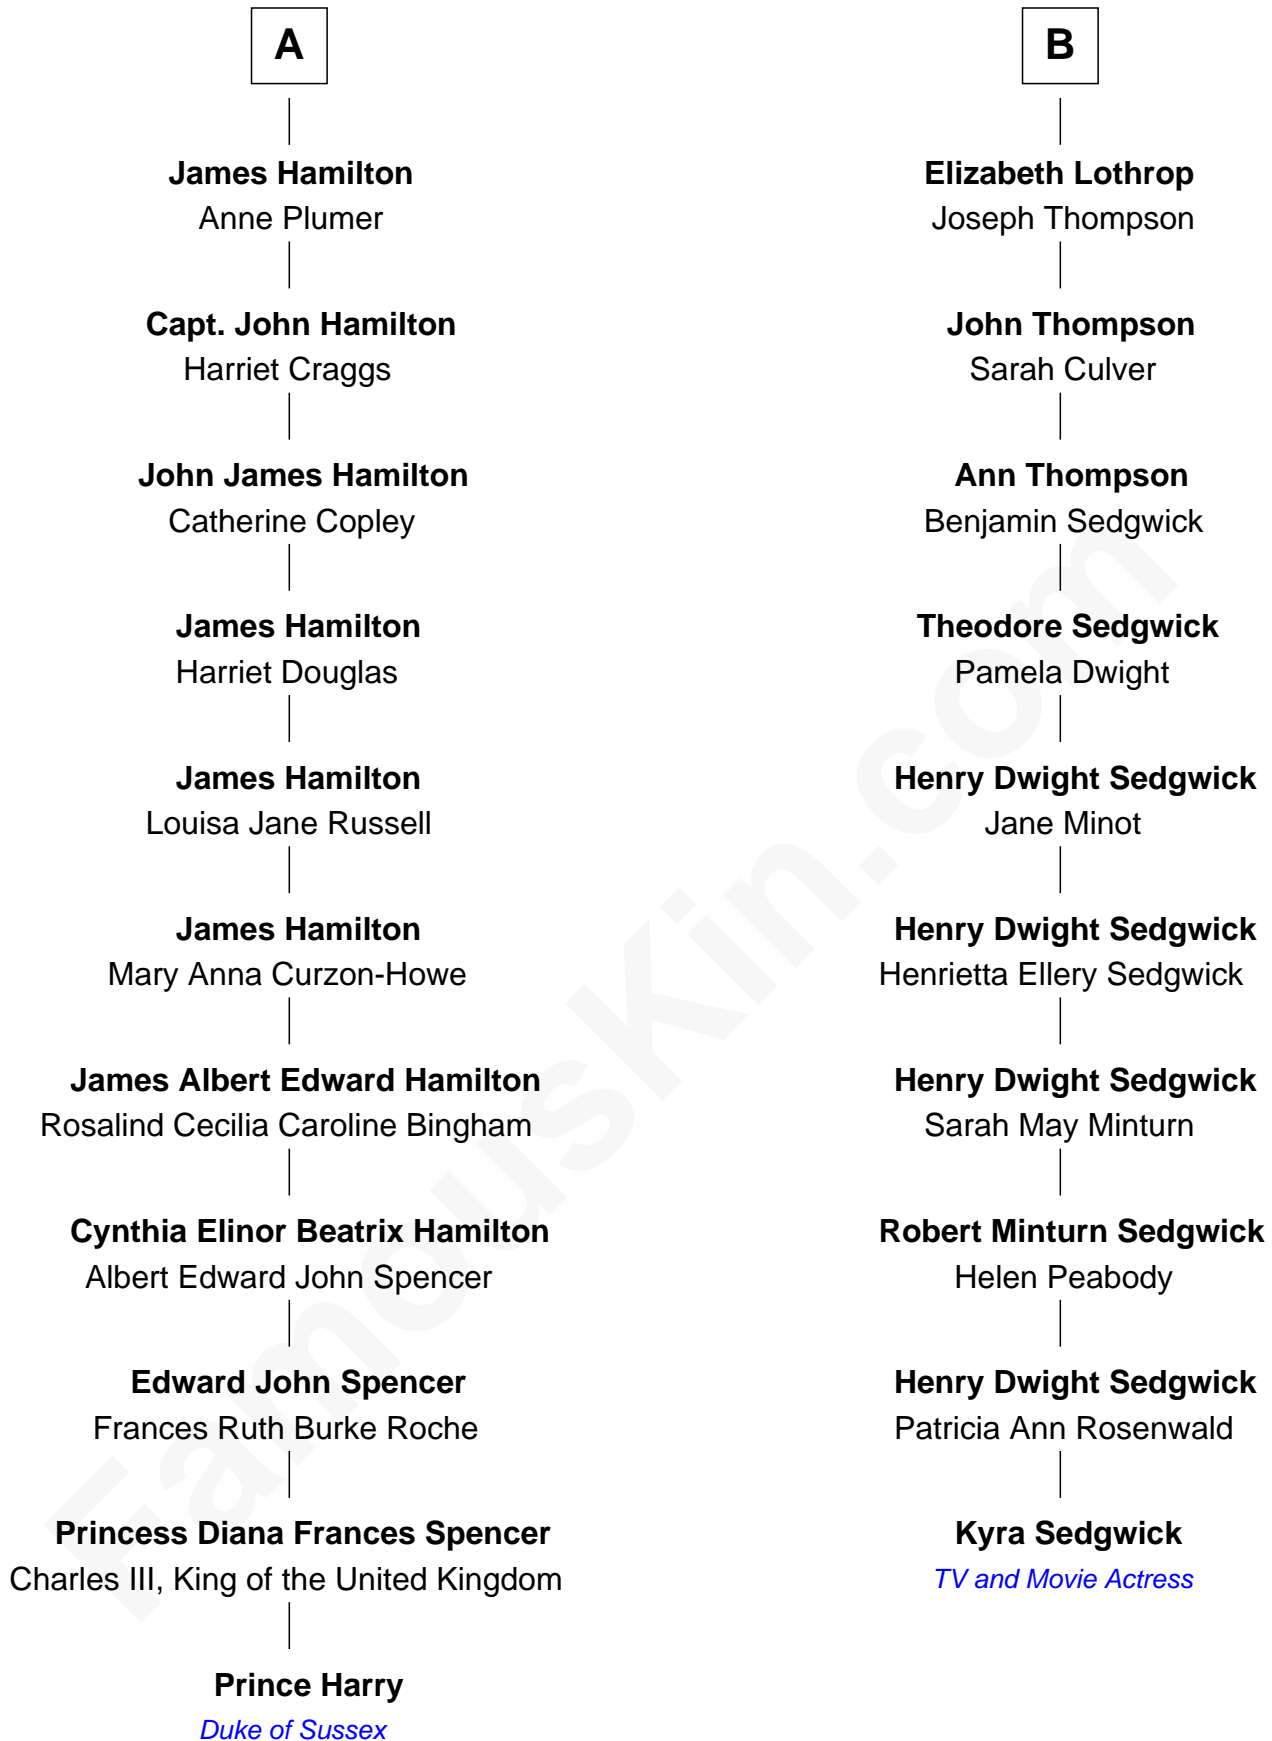 A
James Hamilton
Anne Plumer
Capt. John Hamilton
Harriet Craggs
John James Hamilton
Catherine Copley
James Hamilton
Harriet Douglas
James Hamilton
Louisa Jane Russell
James Hamilton
Mary Anna Curzon-Howe
James Albert Edward Hamilton
Rosalind Cecilia Caroline Bingham
Cynthia Elinor Beatrix Hamilton
Albert Edward John Spencer
Edward John Spencer
Frances Ruth Burke Roche
Princess Diana Frances Spencer
Charles III, King of the United Kingdom
Prince Harry
Duke of Sussex
B
Elizabeth Lothrop
Joseph Thompson
John Thompson
Sarah Culver
Ann Thompson
Benjamin Sedgwick
Theodore Sedgwick
Pamela Dwight
Henry Dwight Sedgwick
Jane Minot
Henry Dwight Sedgwick
Henrietta Ellery Sedgwick
Henry Dwight Sedgwick
Sarah May Minturn
Robert Minturn Sedgwick
Helen Peabody
Henry Dwight Sedgwick
Patricia Ann Rosenwald
Kyra Sedgwick
TV and Movie Actress
FamousKin.com